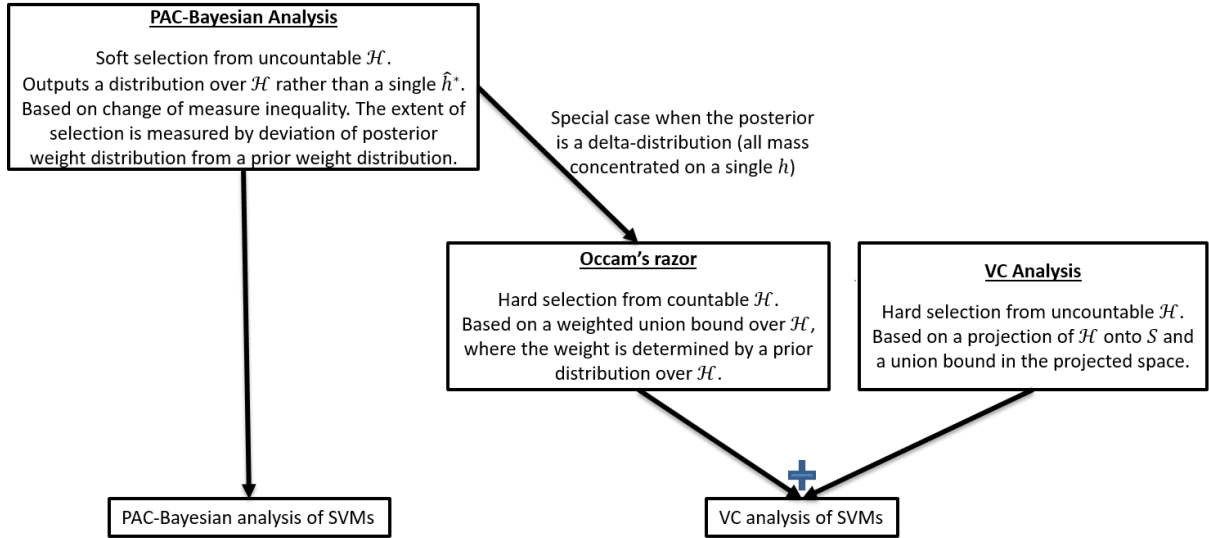 PAC-Bayesian Analysis
Soft selection from uncountable ℋ.
Outputs a distribution over ℋ rather than a single ĥ*.
Based on change of measure inequality. The extent of
selection is measured by deviation of posterior
weight distribution from a prior weight distribution.
Special case when the posterior
is a delta-distribution (all mass
concentrated on a single h)
Occam's razor
Hard selection from countable ℋ.
Based on a weighted union bound over ℋ,
where the weight is determined by a prior
distribution over ℋ.
VC Analysis
Hard selection from uncountable ℋ.
Based on a projection of ℋ onto S and
a union bound in the projected space.
PAC-Bayesian analysis of SVMs
VC analysis of SVMs